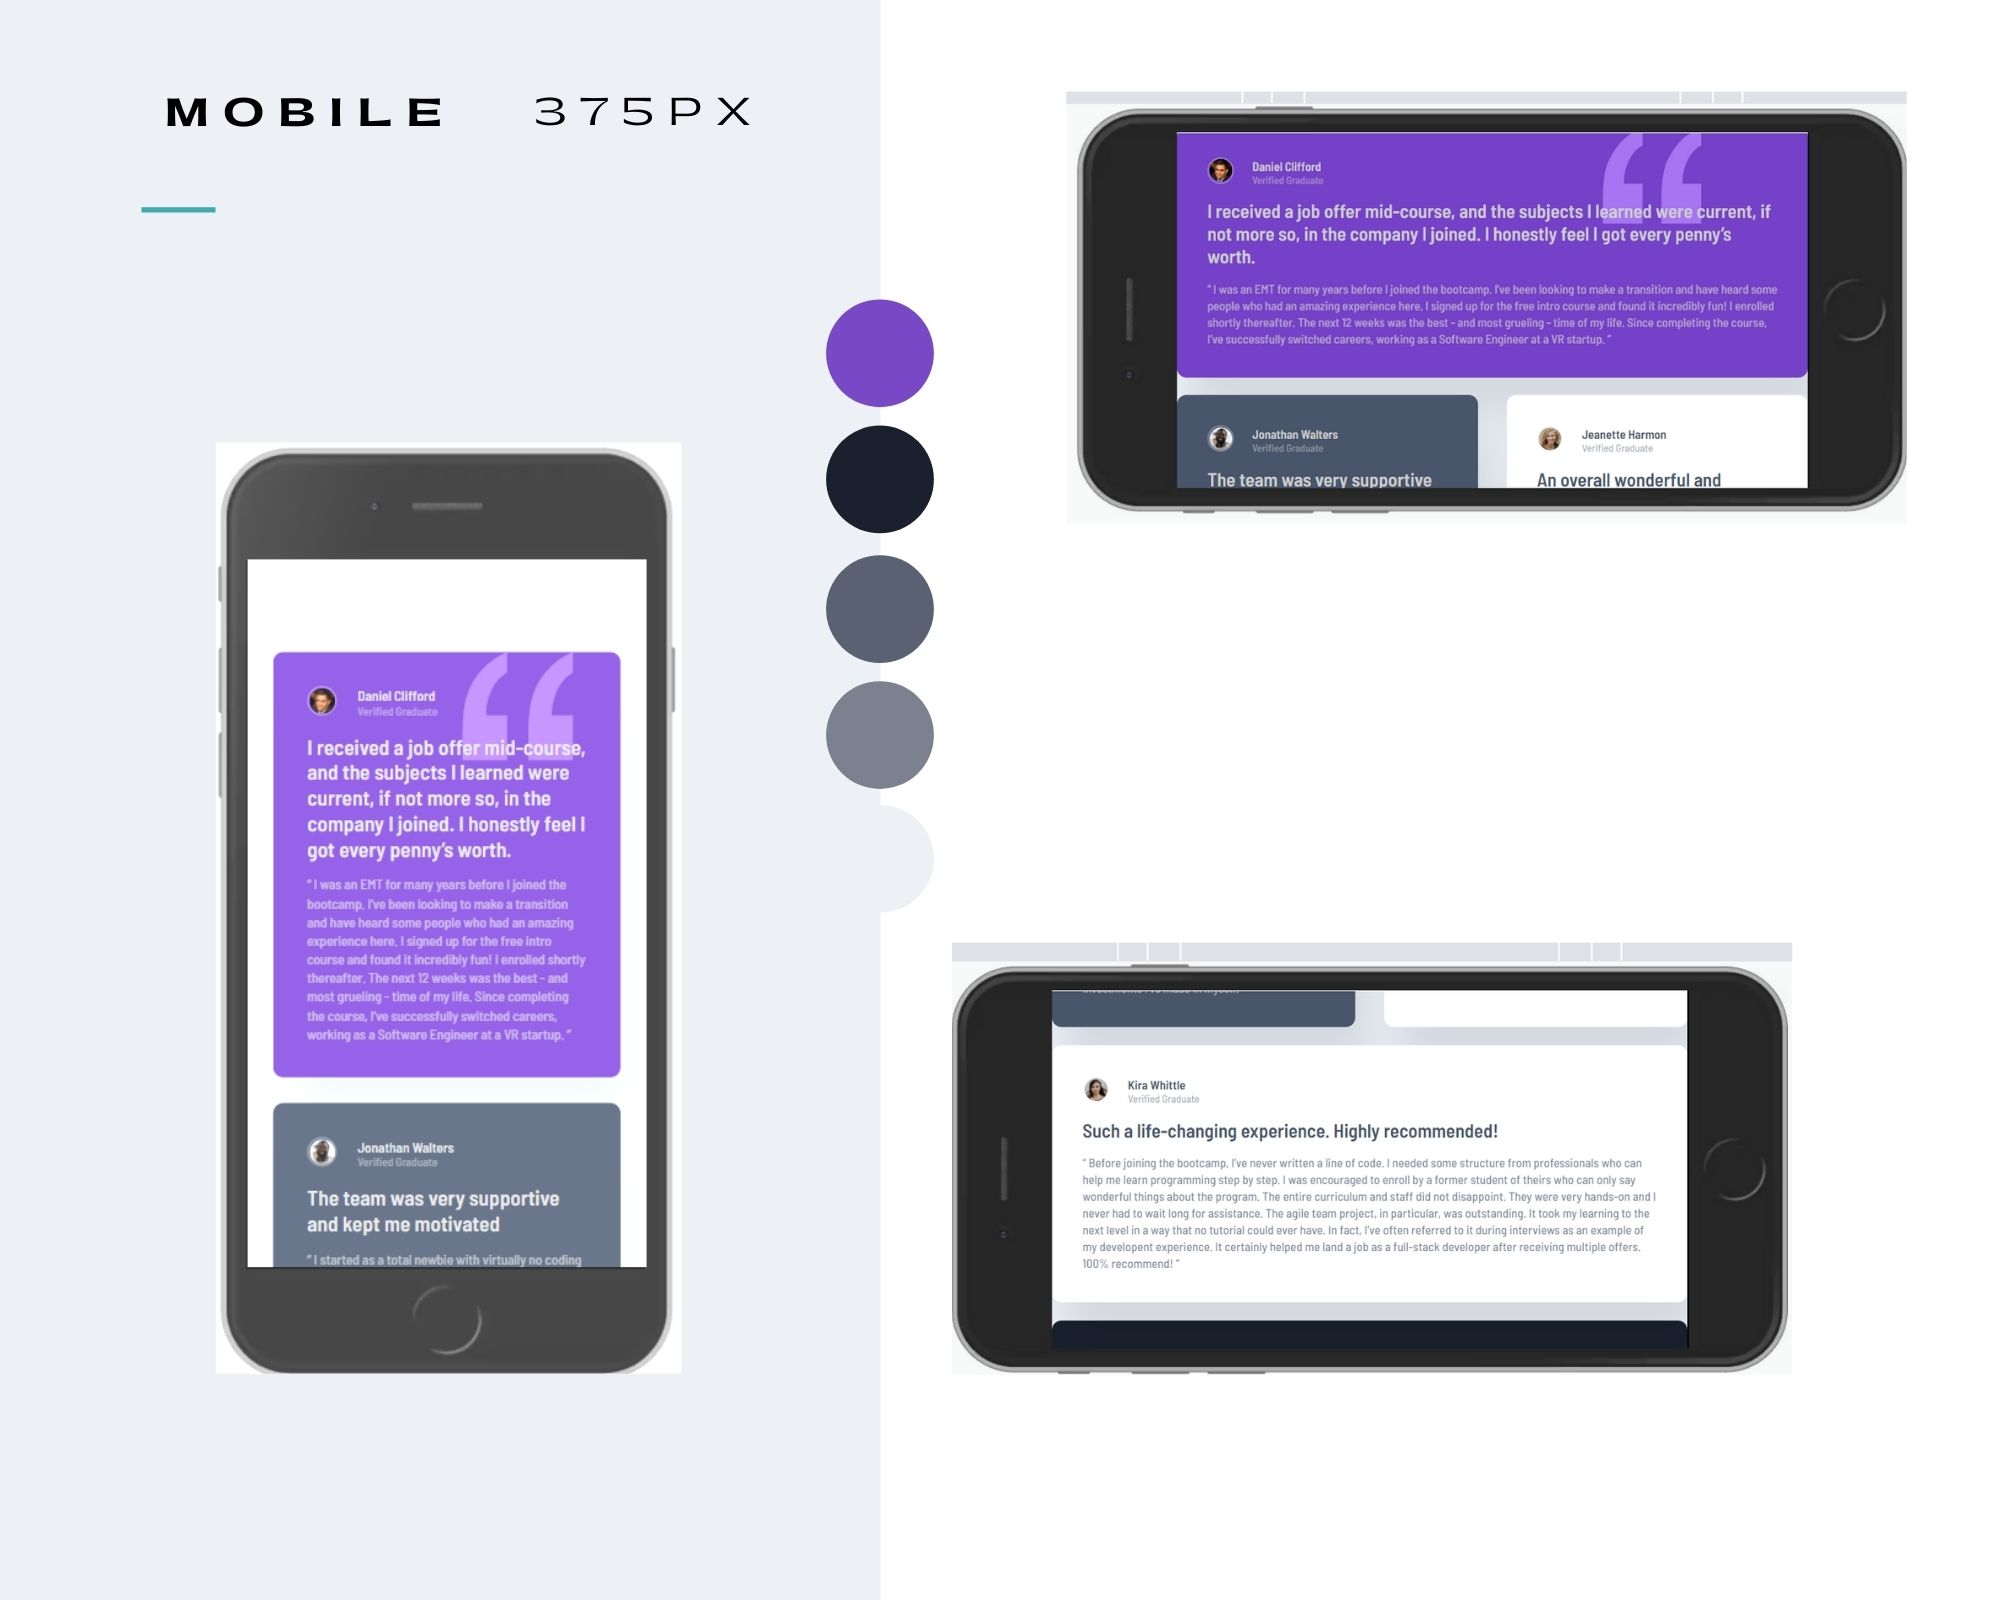 MOBILE 375PX
Daniel Clifford
Verified Graduate
I received a job offer mid-course,
and the subjects I learned were
current, if not more so, in the
company I joined. I honestly feel I
got every penny’s worth.
“ I was an EMT for many years before I joined the
bootcamp. I’ve been looking to make a transition
and have heard some people who had an amazing
experience here. I signed up for the free intro
course and found it incredibly fun! I enrolled shortly
thereafter. The next 12 weeks was the best - and
most grueling - time of my life. Since completing
the course, I’ve successfully switched careers,
working as a Software Engineer at a VR startup. ”
Jonathan Walters
Verified Graduate
The team was very supportive
and kept me motivated
“ I started as a total newbie with virtually no coding
Daniel Clifford
Verified Graduate
I received a job offer mid-course, and the subjects I learned were current, if
not more so, in the company I joined. I honestly feel I got every penny’s
worth.
“ I was an EMT for many years before I joined the bootcamp. I’ve been looking to make a transition and have heard some
people who had an amazing experience here. I signed up for the free intro course and found it incredibly fun! I enrolled
shortly thereafter. The next 12 weeks was the best - and most grueling - time of my life. Since completing the course,
I’ve successfully switched careers, working as a Software Engineer at a VR startup. ”
Jonathan Walters
Verified Graduate
The team was very supportive
Jeanette Harmon
Verified Graduate
An overall wonderful and
Kira Whittle
Verified Graduate
Such a life-changing experience. Highly recommended!
“ Before joining the bootcamp, I’ve never written a line of code. I needed some structure from professionals who can
help me learn programming step by step. I was encouraged to enroll by a former student of theirs who can only say
wonderful things about the program. The entire curriculum and staff did not disappoint. They were very hands-on and I
never had to wait long for assistance. The agile team project, in particular, was outstanding. It took my learning to the
next level in a way that no tutorial could ever have. In fact, I’ve often referred to it during interviews as an example of
my developent experience. It certainly helped me land a job as a full-stack developer after receiving multiple offers.
100% recommend! ”